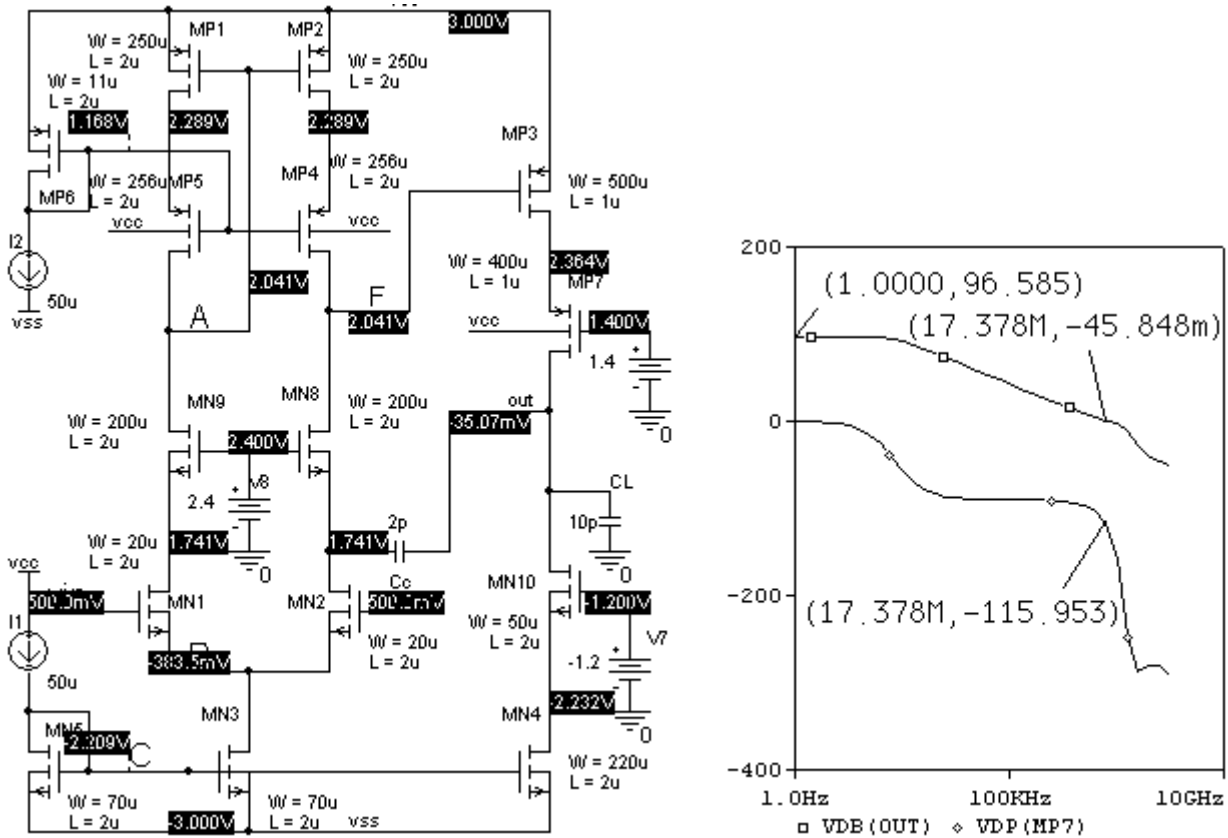 MP1
MP2
3.000V
W = 250u
L = 2u
W = 250u
L = 2u
W = 11u
L = 2u
1.168V
2.289V
2.289V
MP3
MP6
W = 256u
L = 2u
MP5
MP4
W = 256u
L = 2u
W = 500u
L = 1u
vcc
vcc
I2
50u
vss
2.041V
F
2.041V
W = 400u
L = 1u
2.364V
MP7
vcc
1.400V
1.4
0
A
MN9
MN8
W = 200u
L = 2u
W = 200u
L = 2u
2.400V
V8
2.4
0
out
-35.07mV
CL
10p
0
1.741V
1.741V
2p
Cc
W = 20u
L = 2u
vcc
MN1
MN2
I1
50u
W = 20u
L = 2u
-383.5mV
MN10
W = 50u
L = 2u
-1.200V
V7
-1.2
0
-2.232V
MN3
MN4
-2.209V
C
W = 70u
L = 2u
-3.000V
W = 70u
L = 2u
vss
W = 220u
L = 2u
200
0
-200
-400
(1.0000,96.585)
(17.378M,-45.848m)
(17.378M,-115.953)
1.0Hz
100KHz
10GHz
VDB(OUT)
VDP(MP7)